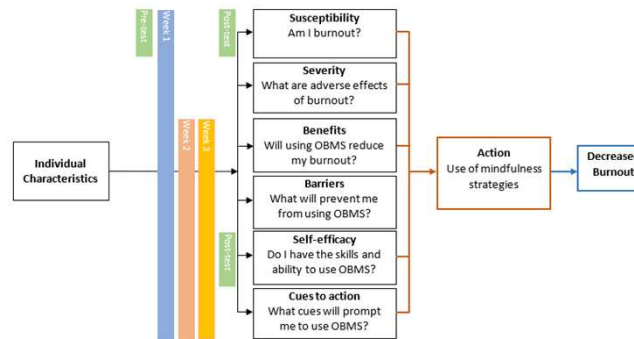 Pre-test
Week 1
Week 2
Week 3
Post-test
Post-test
Individual
Characteristics
Susceptibility
Am I burnout?
Severity
What are adverse effects
of burnout?
Benefits
Will using OBMS reduce
my burnout?
Barriers
What will prevent me
from using OBMS?
Self-efficacy
Do I have the skills and
ability to use OBMS?
Cues to action
What cues will prompt
me to use OBMS?
Action
Use of mindfulness
strategies
Decrease
Burnout